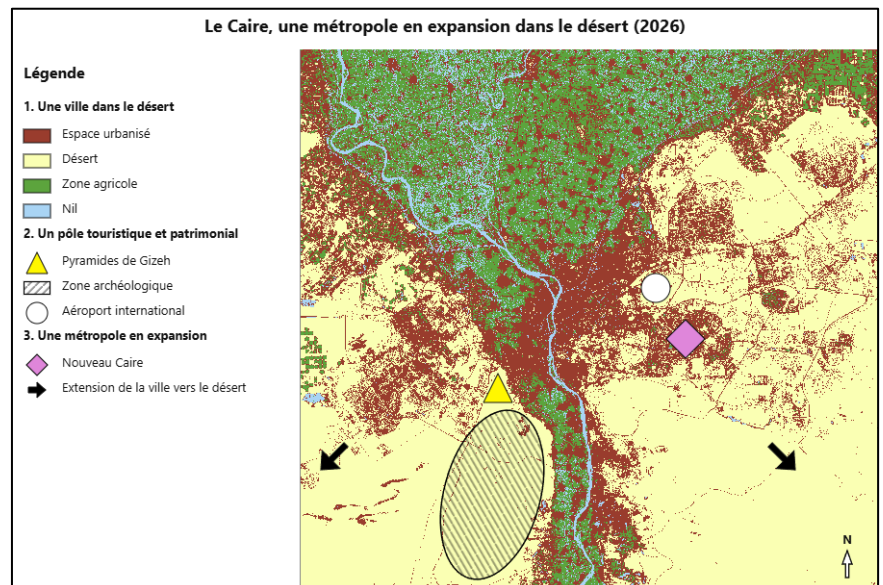 Le Caire, une métropole en expansion dans le désert (2026)
Légende
1. Une ville dans le désert
Espace urbanisé
Désert
Zone agricole
Nil
2. Un pôle touristique et patrimonial
Pyramides de Gizeh
Zone archéologique
Aéroport international
3. Une métropole en expansion
Nouveau Caire
Extension de la ville vers le désert
N